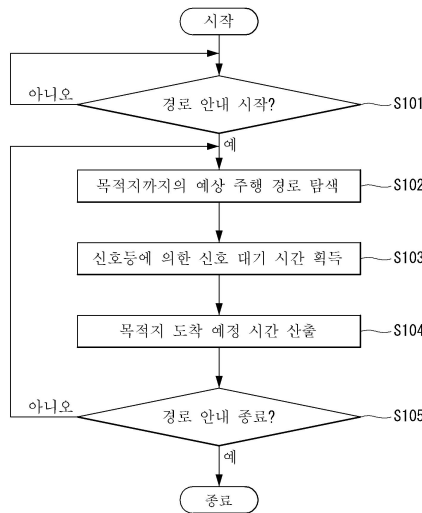 시작
아니오
경로 안내 시작?
S101
예
목적지까지의 예상 주행 경로 탐색
S102
신호등에 의한 신호 대기 시간 획득
S103
목적지 도착 예정 시간 산출
S104
아니오
경로 안내 종료?
S105
예
종료